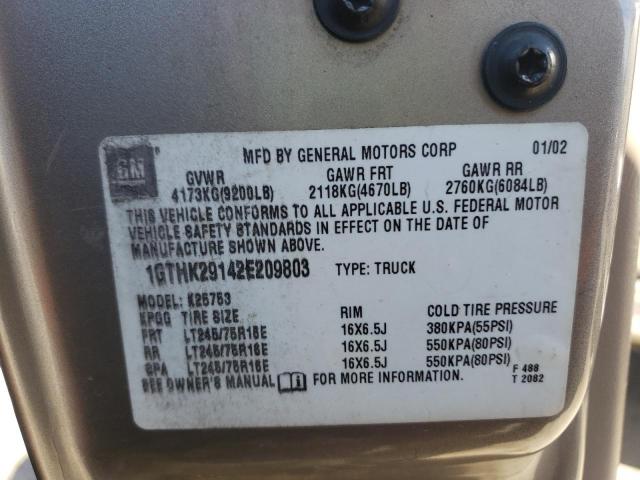 GM MFD BY GENERAL MOTORS CORP 01/02
GVWR GAWR FRT GAWR RR
4173KG(9200LB) 2118KG(4670LB) 2760KG(6084LB)
THIS VEHICLE CONFORMS TO ALL APPLICABLE U.S. FEDERAL MOTOR
VEHICLE SAFETY STANDARDS IN EFFECT ON THE DATE OF
MANUFACTURE SHOWN ABOVE.
1GTHK29142E209803 TYPE: TRUCK
MODEL: K25753
KPGG TIRE SIZE RIM COLD TIRE PRESSURE
FRT LT245/75R16E 16X6.5J 380KPA(55PSI)
RR LT245/75R16E 16X6.5J 550KPA(80PSI)
SPA LT245/75R16E 16X6.5J 550KPA(80PSI)
SEE OWNER'S MANUAL FOR MORE INFORMATION.
F 488
T 2082